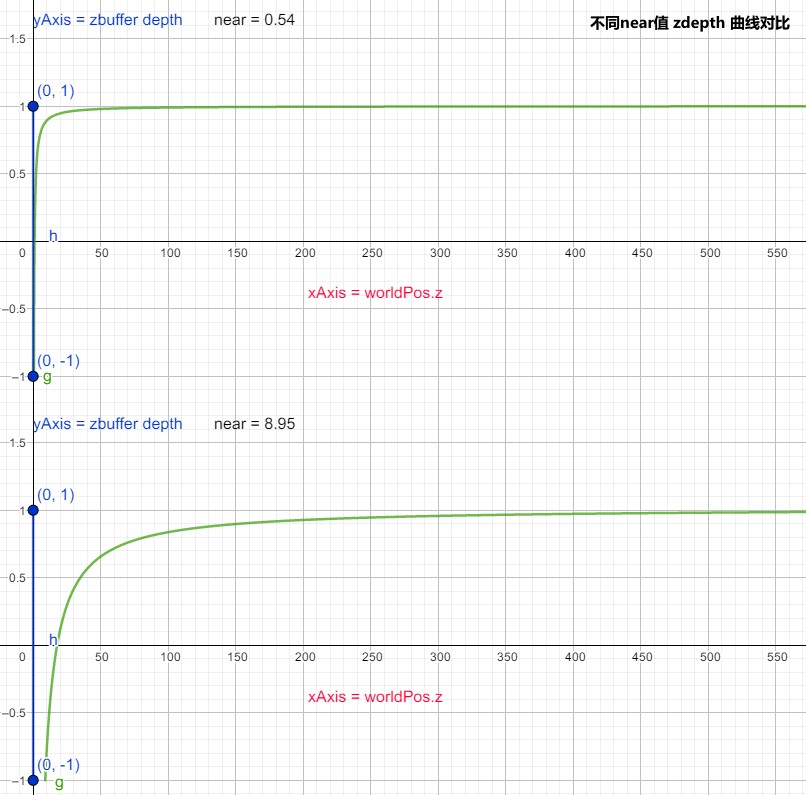 yAxis = zbuffer depth near = 0.54 不同near值 zdepth 曲线对比
1.5
(0, 1)
1
0.5
h
0 50 100 150 200 250 300 350 400 450 500 550
xAxis = worldPos.z
−0.5
(0, -1)
−1 g
yAxis = zbuffer depth near = 8.95
1.5
(0, 1)
1
0.5
h
0 50 100 150 200 250 300 350 400 450 500 550
xAxis = worldPos.z
−0.5
(0, -1)
−1 g